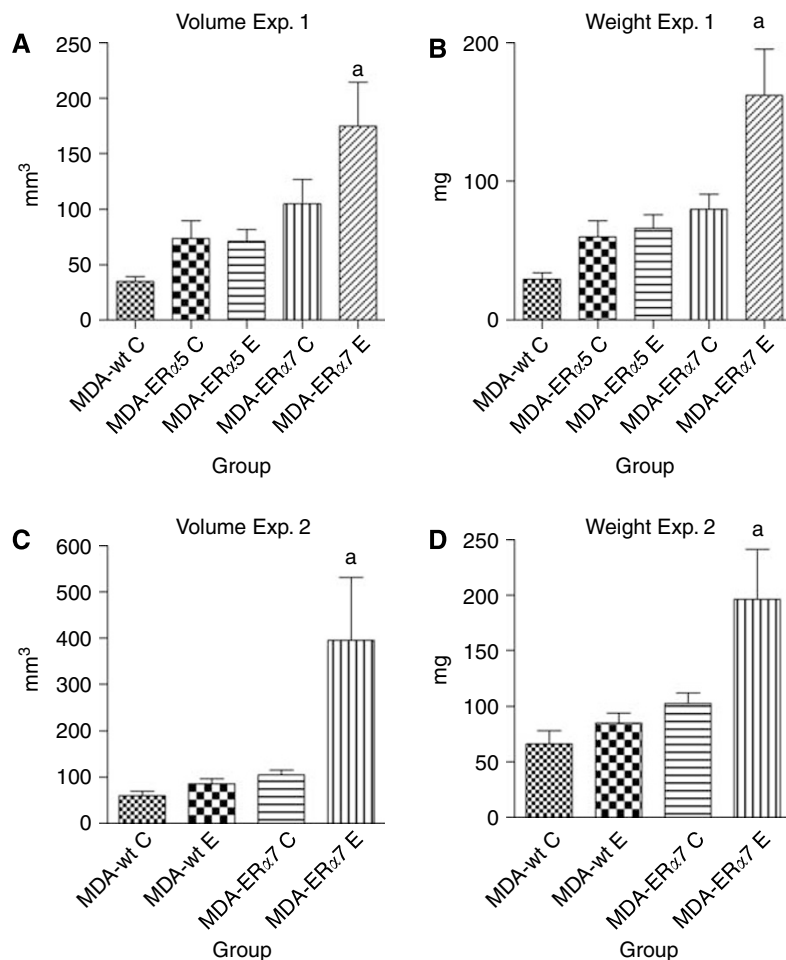 A
Volume Exp. 1
250
200
150
100
50
0
mm³
a
MDA-wt C
MDA-ERα5 C
MDA-ERα5 E
MDA-ERα7 C
MDA-ERα7 E
Group
B
Weight Exp. 1
200
100
0
mg
a
MDA-wt C
MDA-ERα5 C
MDA-ERα5 E
MDA-ERα7 C
MDA-ERα7 E
Group
C
Volume Exp. 2
600
500
400
300
200
100
0
mm³
a
MDA-wt C
MDA-wt E
MDA-ERα7 C
MDA-ERα7 E
Group
D
Weight Exp. 2
250
200
150
100
50
0
mg
a
MDA-wt C
MDA-wt E
MDA-ERα7 C
MDA-ERα7 E
Group